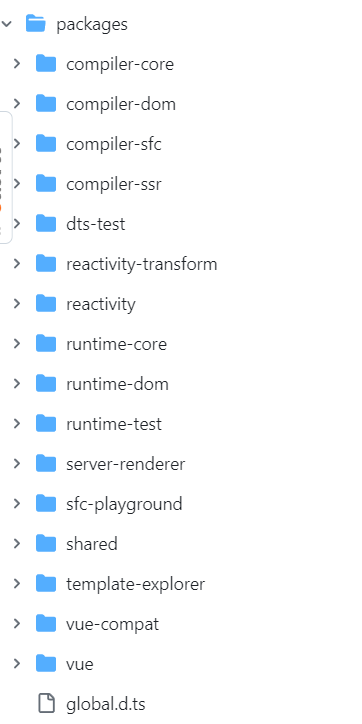 packages
compiler-core
compiler-dom
compiler-sfc
compiler-ssr
dts-test
reactivity-transform
reactivity
runtime-core
runtime-dom
runtime-test
server-renderer
sfc-playground
shared
template-explorer
vue-compat
vue
global.d.ts